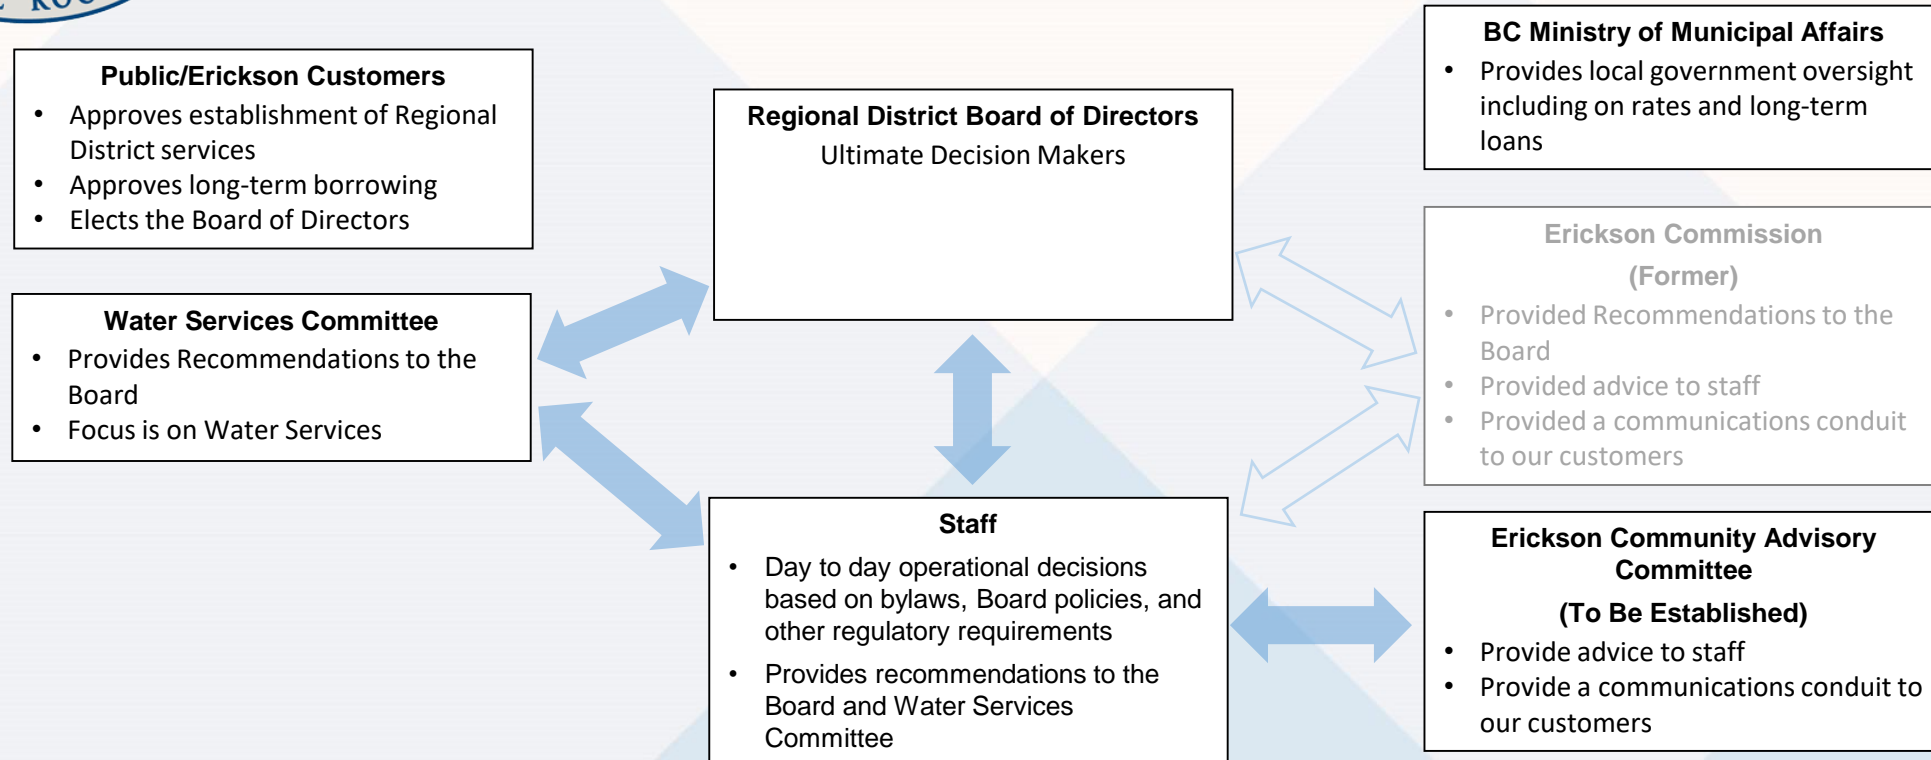 Public/Erickson Customers
• Approves establishment of Regional
District services
• Approves long-term borrowing
• Elects the Board of Directors
Water Services Committee
• Provides Recommendations to the
Board
• Focus is on Water Services
Regional District Board of Directors
Ultimate Decision Makers
Staff
• Day to day operational decisions
based on bylaws, Board policies, and
other regulatory requirements
• Provides recommendations to the
Board and Water Services
Committee
BC Ministry of Municipal Affairs
• Provides local government oversight
including on rates and long-term
loans
Erickson Commission
(Former)
• Provided Recommendations to the
Board
• Provided advice to staff
• Provided a communications conduit
to our customers
Erickson Community Advisory
Committee
(To Be Established)
• Provide advice to staff
• Provide a communications conduit to
our customers